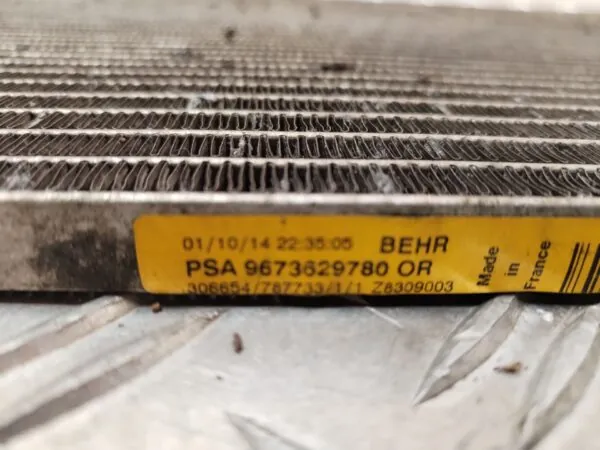 01/10/14 22:35:05 BEHR
PSA 9673629780 OR
306654/787733/1/1 Z8309003
Made
in
France